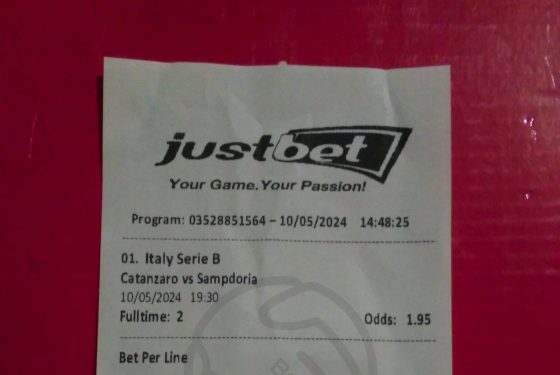 justbet
Your Game. Your Passion!
Program: 03528851564 – 10/05/2024 14:48:25
01. Italy Serie B
Catanzaro vs Sampdoria
10/05/2024 19:30
Fulltime: 2 Odds: 1.95
Bet Per Line